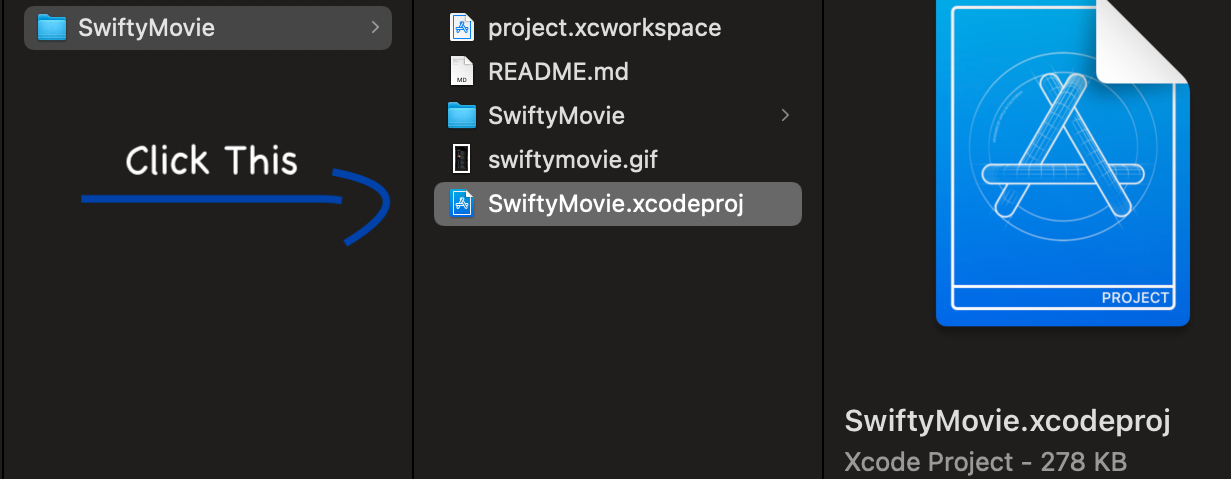 SwiftyMovie
Click This
project.xcworkspace
README.md
SwiftyMovie
swiftymovie.gif
SwiftyMovie.xcodeproj
MD
PROJECT
SwiftyMovie.xcodeproj
Xcode Project - 278 KB